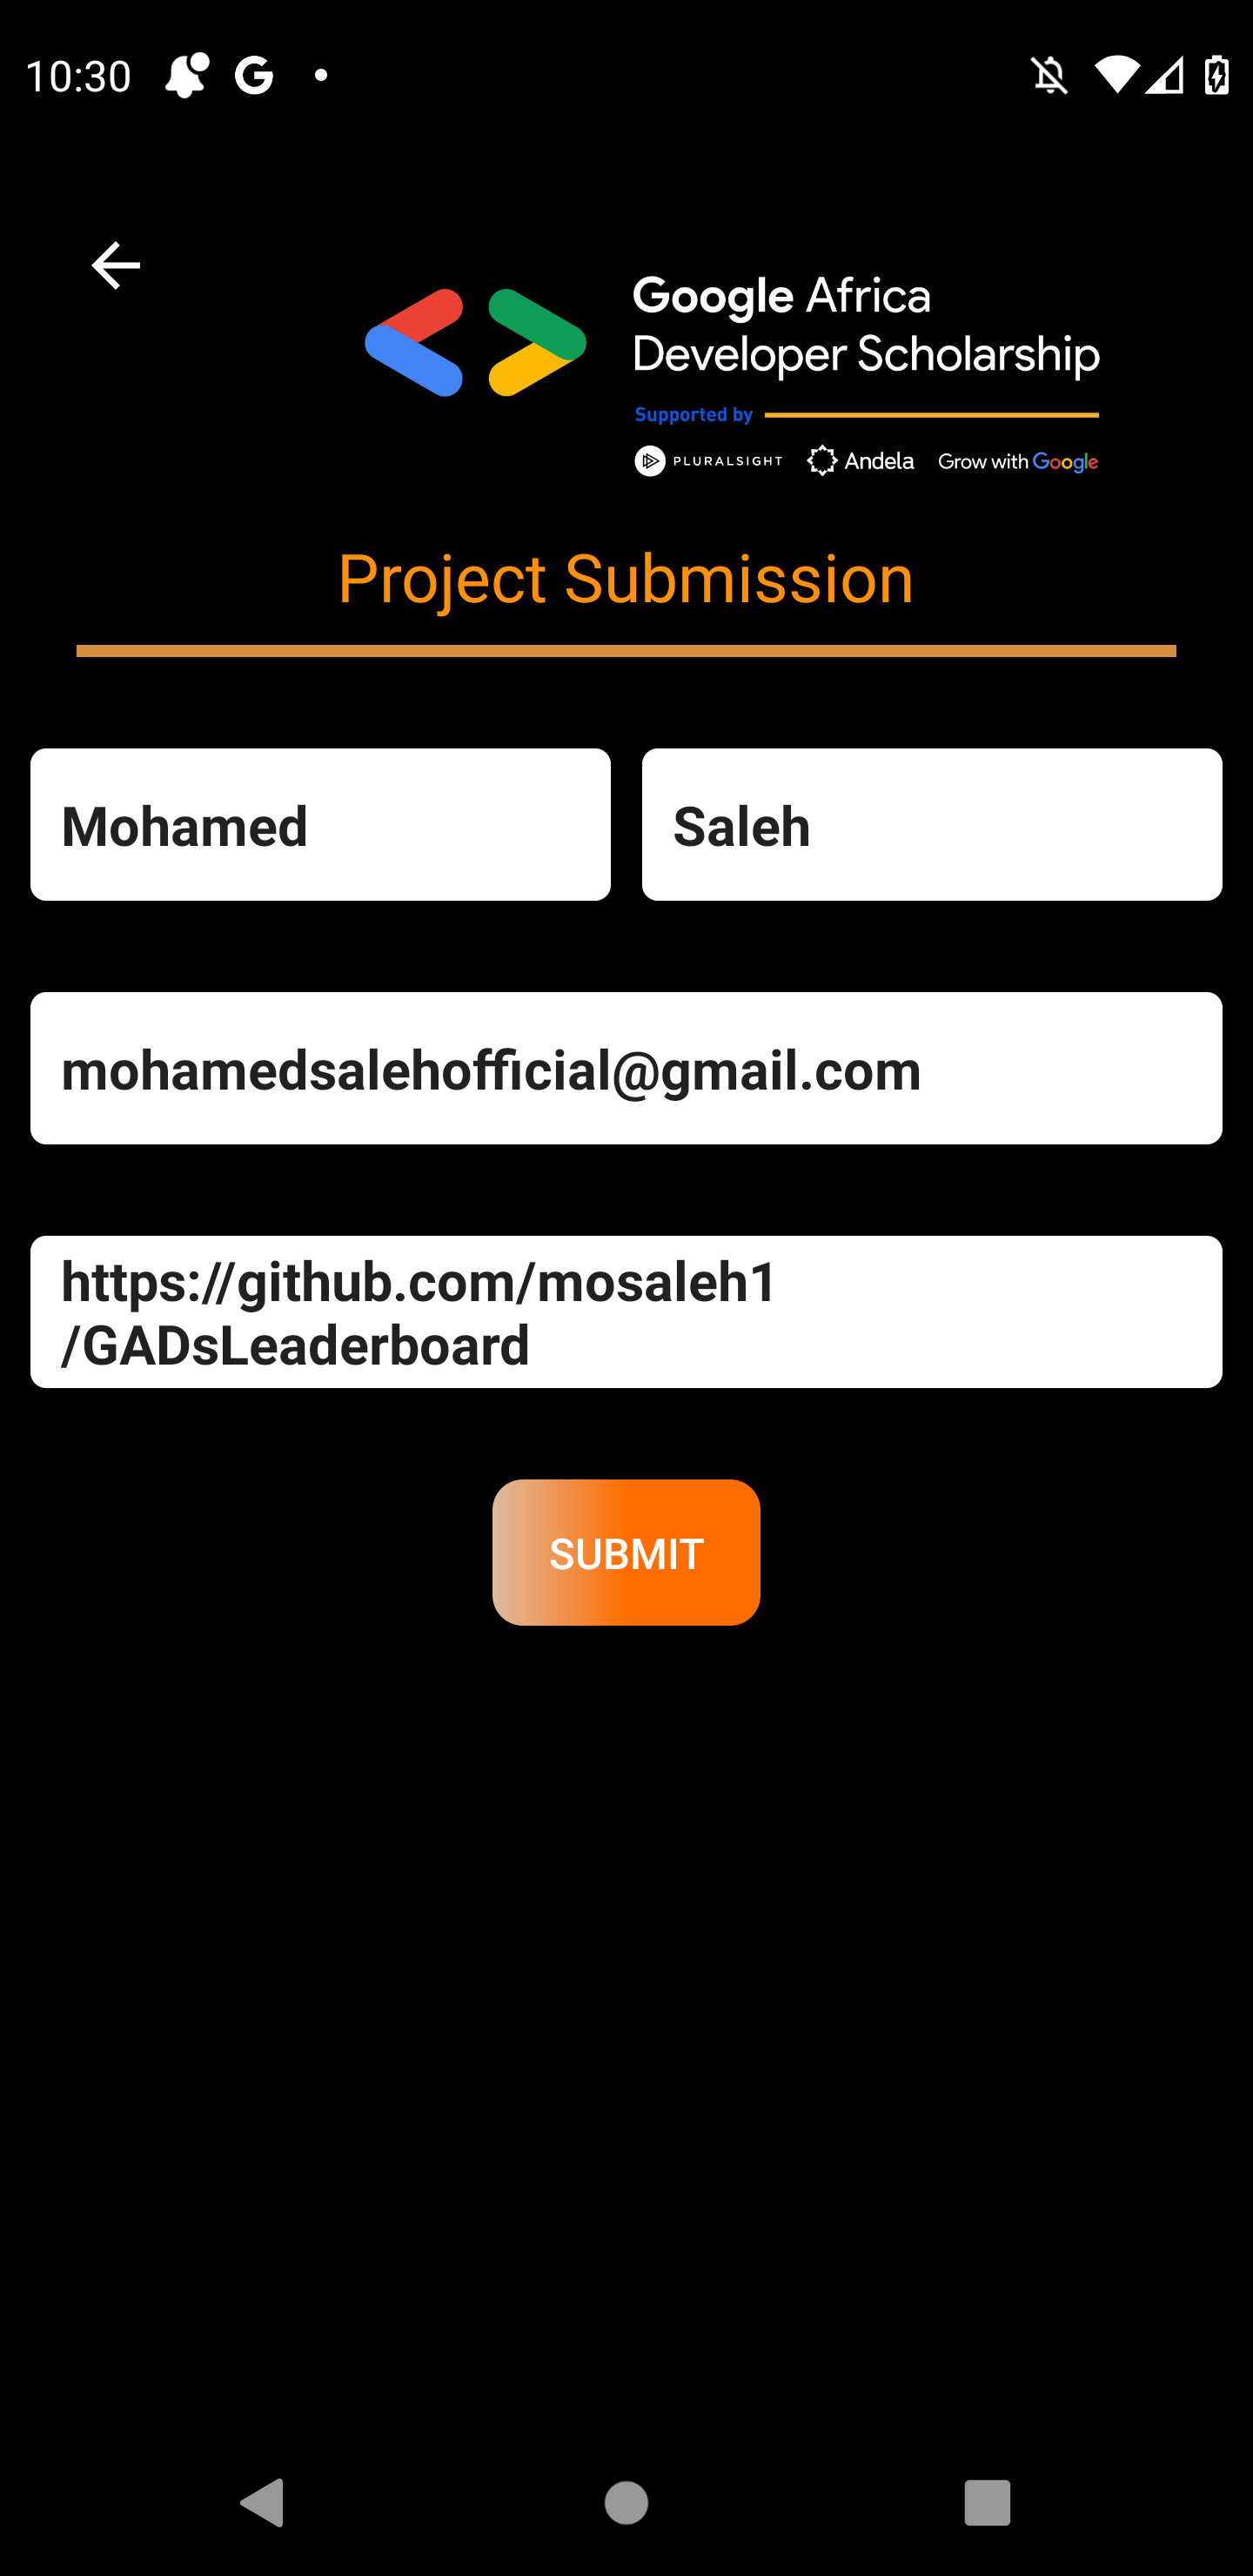 10:30
Google Africa
Developer Scholarship
Supported by
PLURALSIGHT Andela Grow with Google
Project Submission
Mohamed Saleh
mohamedsalehofficial@gmail.com
https://github.com/mosaleh1
/GADsLeaderboard
SUBMIT